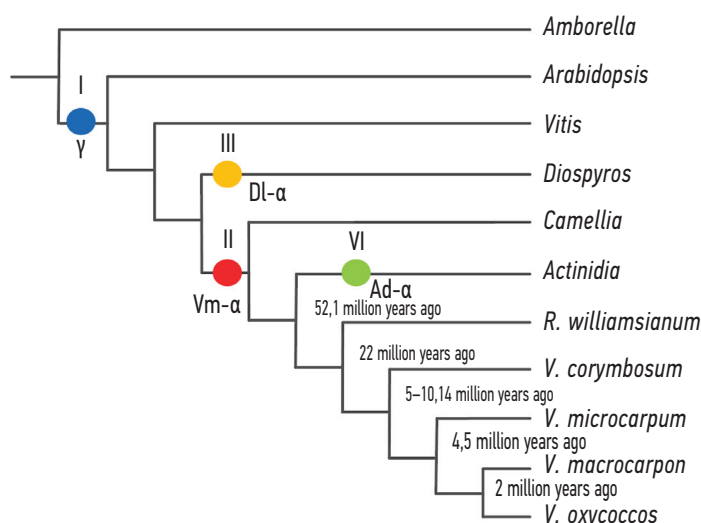 Amborella
I
Arabidopsis
γ
Vitis
III
Diospyros
Dl-α
Camellia
II
VI
Actinidia
Vm-α
Ad-α
52,1 million years ago
R. williamsianum
22 million years ago
V. corymbosum
5–10,14 million years ago
V. microcarpum
4,5 million years ago
V. macrocarpon
2 million years ago
V. oxycoccos